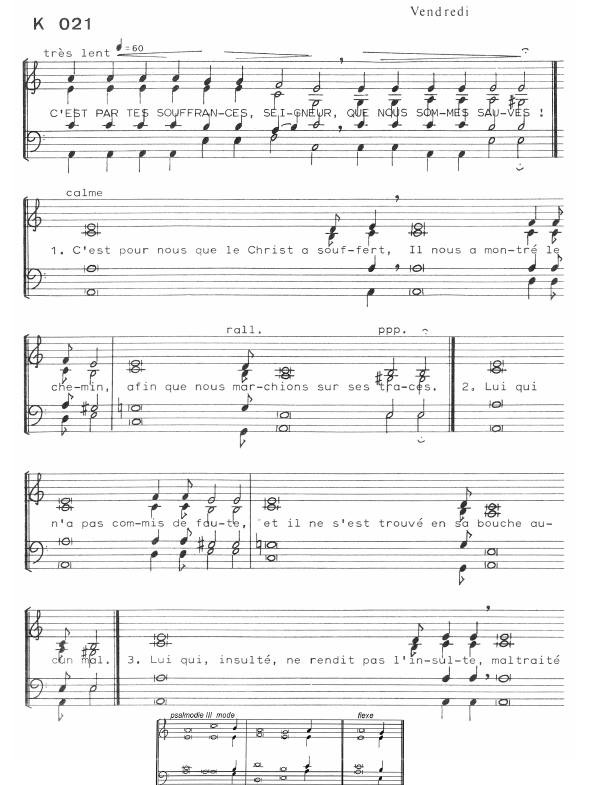 Vendredi
K 021
très lent = 60
C'EST PAR TES SOUFFRAN-CES, SEI-GNEUR, QUE NOUS SOM-MES SAU-VES !
calme
1. C'est pour nous que le Christ a souf-fert, Il nous a mon-tré le
rall. ppp.
che-min, afin que nous mar-chions sur ses tra-ces. 2. Lui qui
n'a pas com-mis de fau-te, et il ne s'est trouvé en sa bouche au-
cun mal. 3. Lui qui, insulté, ne rendit pas l'in-sul-te, maltraité
psalmodie III mode flexe